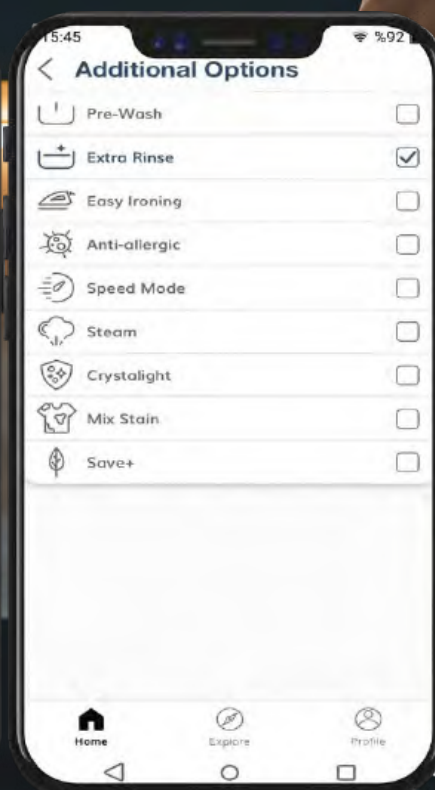 15:45 %92
Additional Options
Pre-Wash
Extra Rinse
Easy Ironing
Anti-allergic
Speed Mode
Steam
Crystalight
Mix Stain
Save+
Home Explore Profile